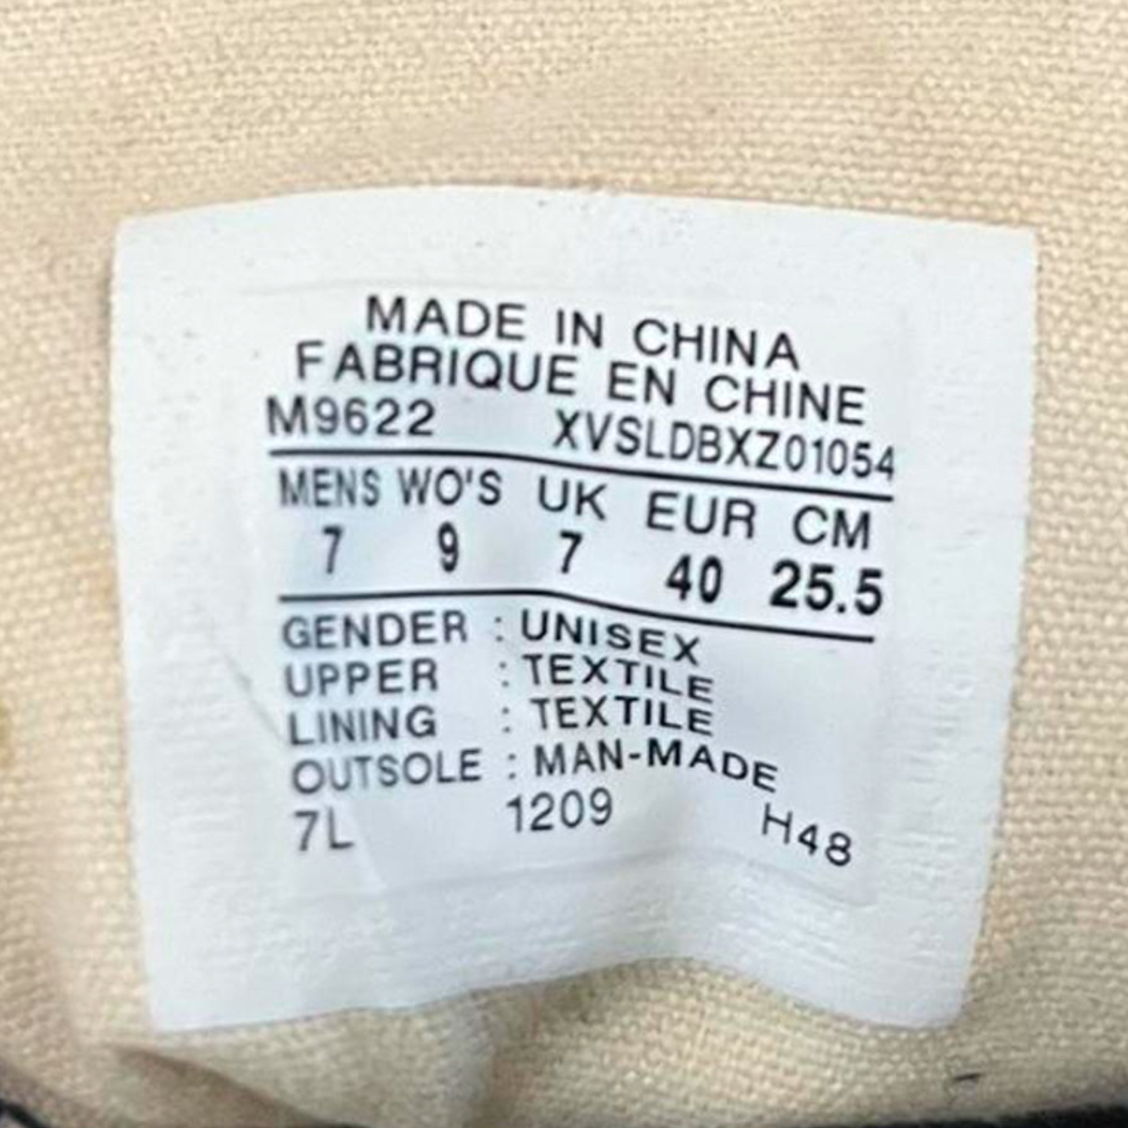 MADE IN CHINA
FABRIQUE EN CHINE
M9622 XVSLDBXZ01054
MENS WO'S UK EUR CM
7 9 7 40 25.5
GENDER : UNISEX
UPPER : TEXTILE
LINING : TEXTILE
OUTSOLE : MAN-MADE
7L 1209 H48